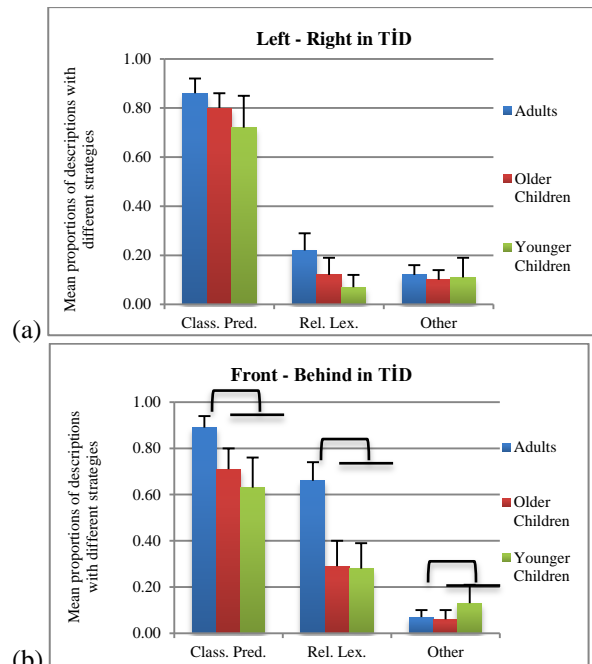 Left - Right in TİD
Mean proportions of descriptions with
different strategies
1.00
0.80
0.60
0.40
0.20
0.00
Class. Pred.
Rel. Lex.
Other
Adults
Older
Children
Younger
Children
(a)
Front - Behind in TİD
Mean proportions of descriptions
with different strategies
1.00
0.80
0.60
0.40
0.20
0.00
Class. Pred.
Rel. Lex.
Other
Adults
Older
Children
Younger
Children
(b)